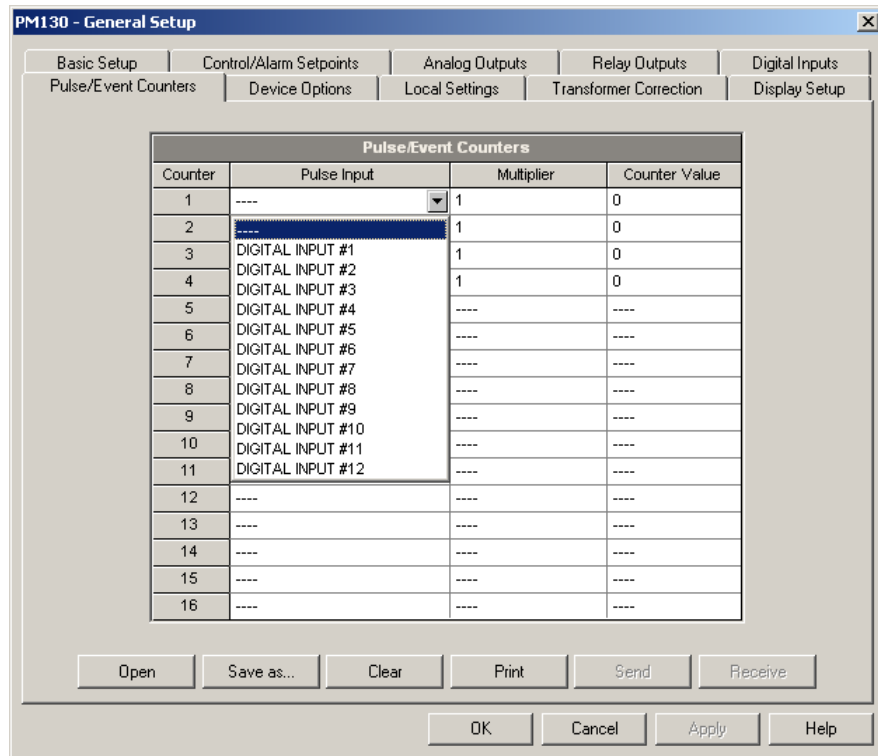 PM130 - General Setup
Basic Setup Control/Alarm Setpoints Analog Outputs Relay Outputs Digital Inputs
Pulse/Event Counters Device Options Local Settings Transformer Correction Display Setup
Pulse/Event Counters
Counter Pulse Input Multiplier Counter Value
1 ---- 1 0
2 ---- 1 0
3 DIGITAL INPUT #1 1 0
DIGITAL INPUT #2
4 DIGITAL INPUT #3 1 0
5 DIGITAL INPUT #4 ---- ----
6 DIGITAL INPUT #5 ---- ----
DIGITAL INPUT #6
7 DIGITAL INPUT #7 ---- ----
8 DIGITAL INPUT #8 ---- ----
9 DIGITAL INPUT #9 ---- ----
10 DIGITAL INPUT #10 ---- ----
DIGITAL INPUT #11
11 DIGITAL INPUT #12 ---- ----
12 ---- ---- ----
13 ---- ---- ----
14 ---- ---- ----
15 ---- ---- ----
16 ---- ---- ----
Open Save as... Clear Print Send Receive
OK Cancel Apply Help